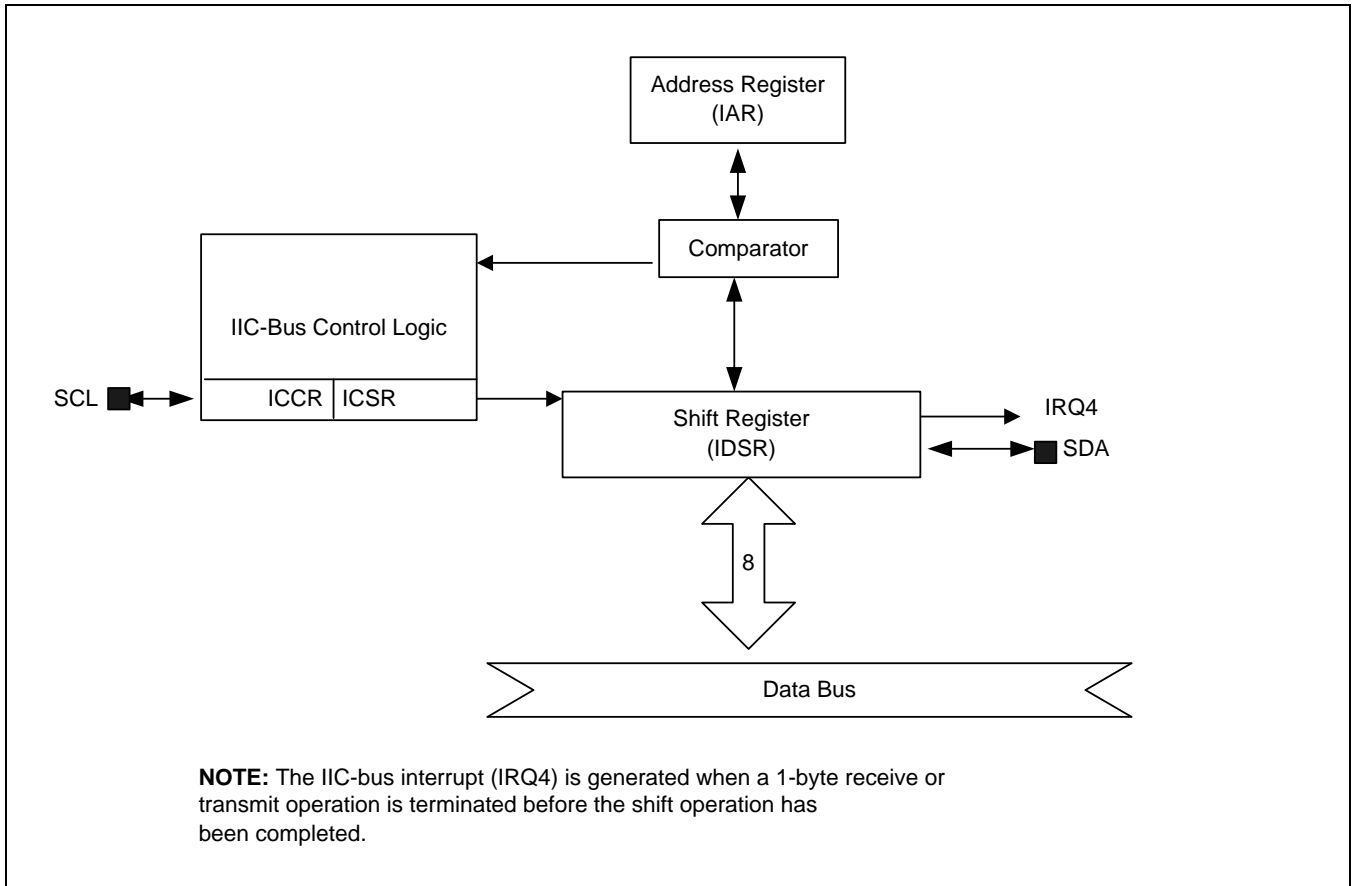 Address Register
(IAR)
Comparator
IIC-Bus Control Logic
SCL
ICCR
ICSR
Shift Register
(IDSR)
IRQ4
SDA
8
Data Bus
NOTE: The IIC-bus interrupt (IRQ4) is generated when a 1-byte receive or
transmit operation is terminated before the shift operation has
been completed.